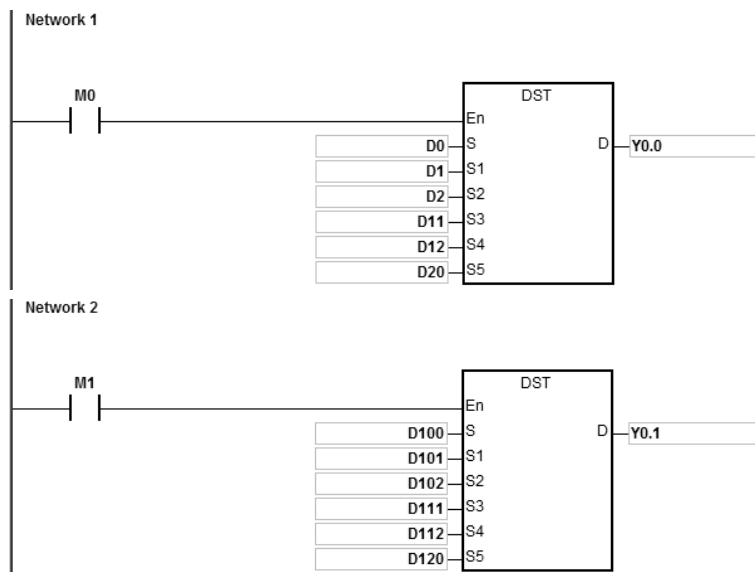 Network 1
M0
DST
En
D0 S D Y0.0
D1 S1
D2 S2
D11 S3
D12 S4
D20 S5
Network 2
M1
DST
En
D100 S D Y0.1
D101 S1
D102 S2
D111 S3
D112 S4
D120 S5